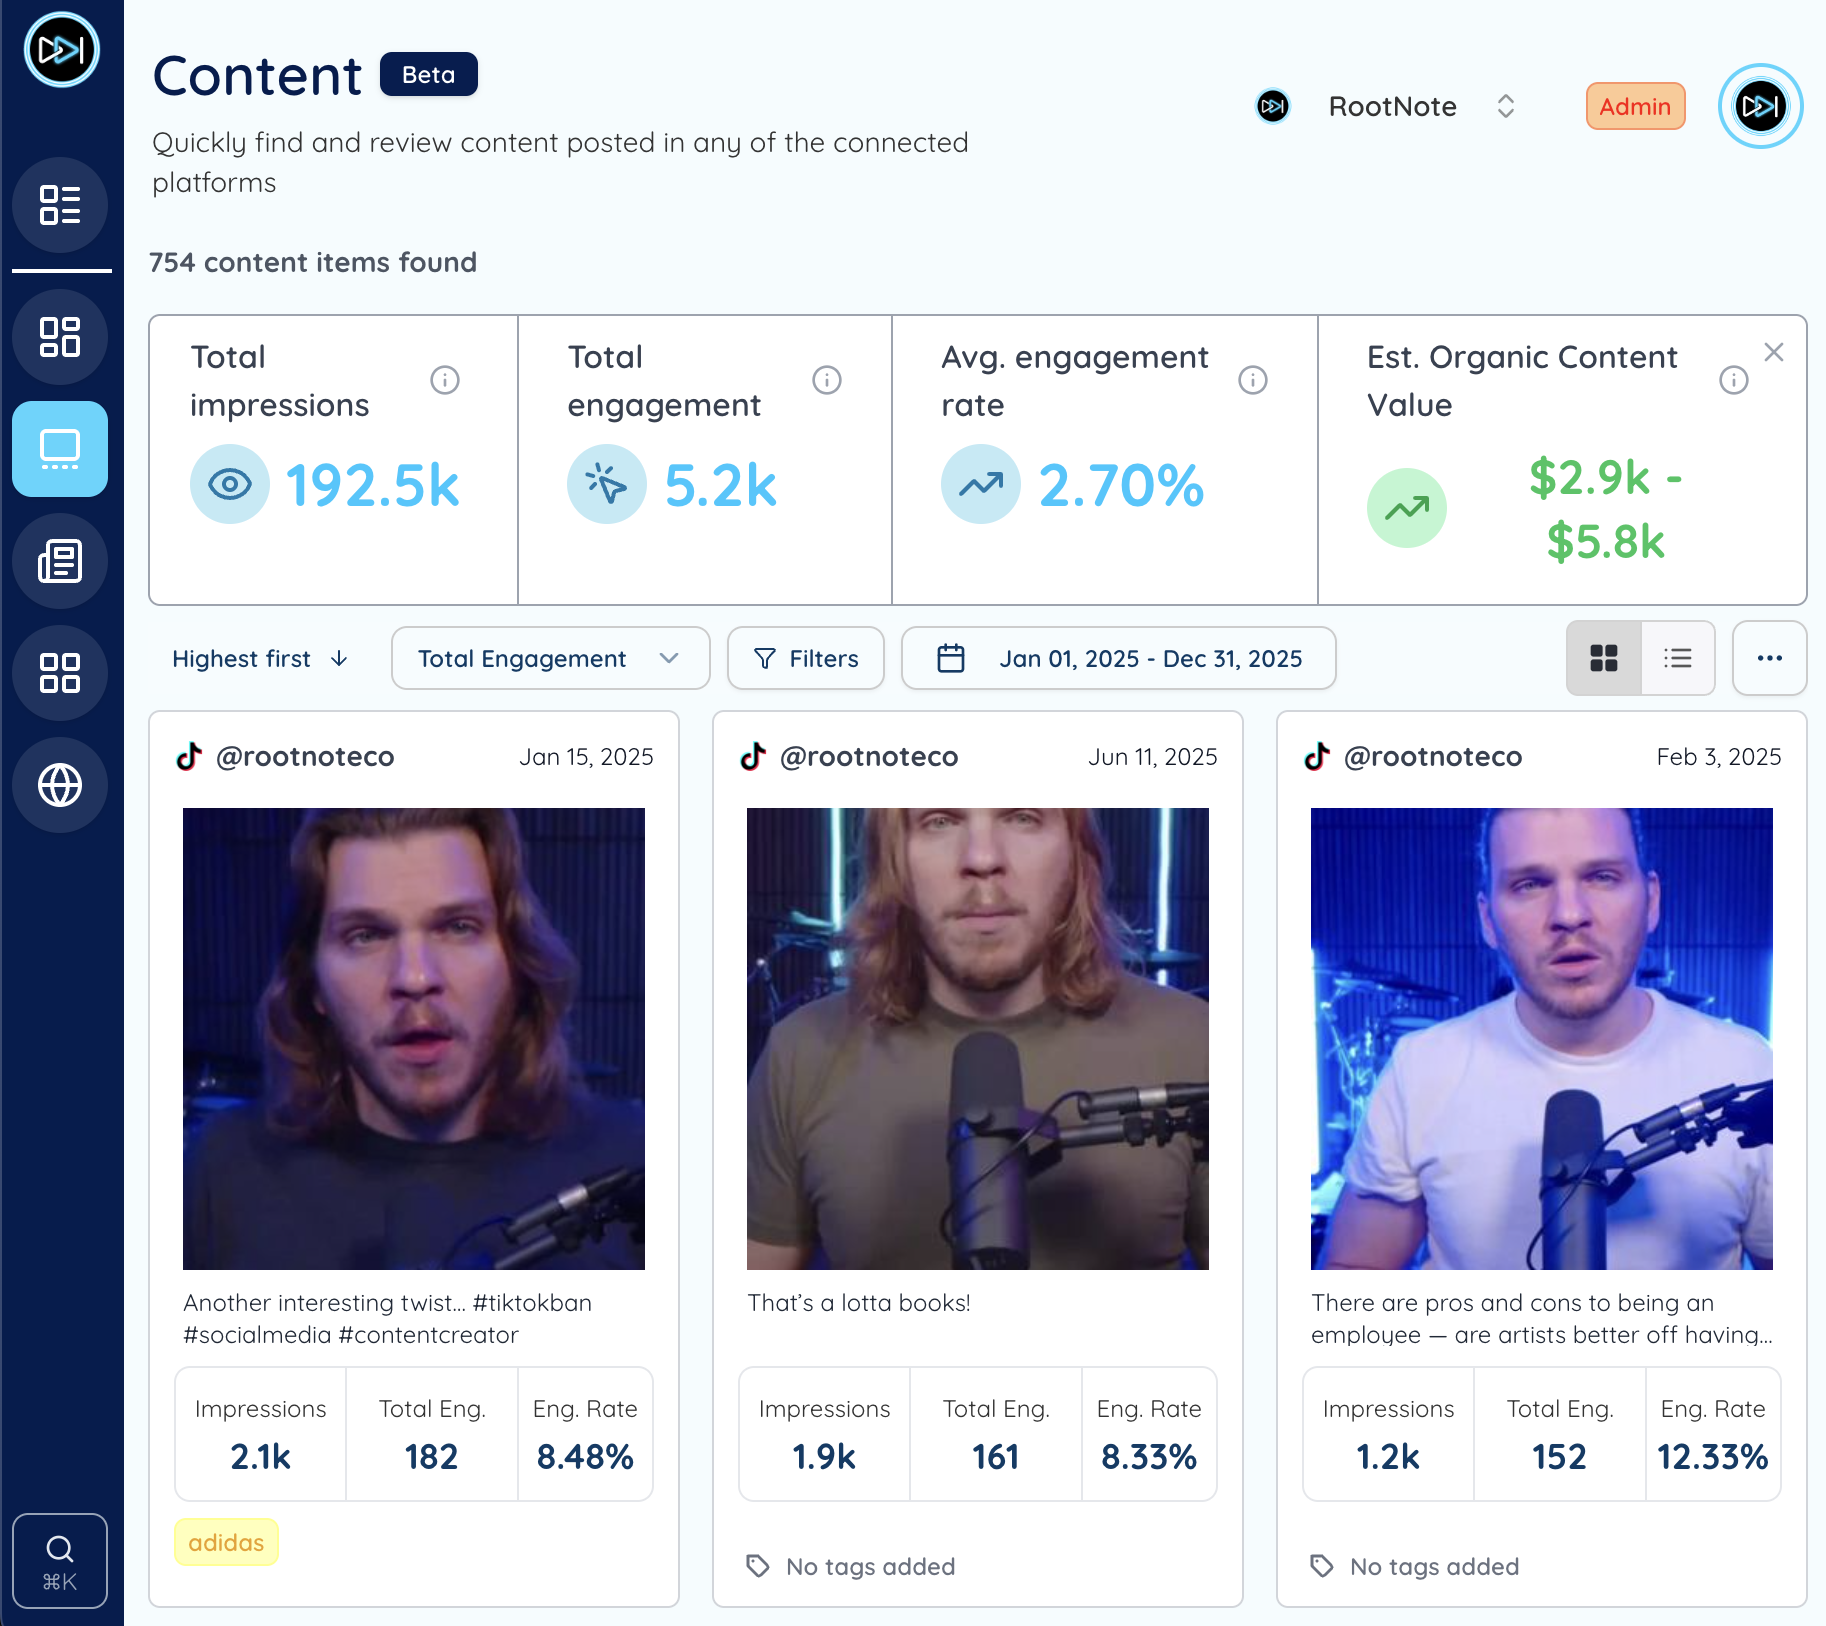 Content
Beta
Quickly find and review content posted in any of the connected
platforms
RootNote
Admin
754 content items found
Total
impressions
192.5k
Total
engagement
5.2k
Avg. engagement
rate
2.70%
Est. Organic Content
Value
$2.9k -
$5.8k
Highest first
Total Engagement
Filters
Jan 01, 2025 - Dec 31, 2025
@rootnoteco
Jan 15, 2025
Another interesting twist... #tiktokban
#socialmedia #contentcreator
Impressions
2.1k
Total Eng.
182
Eng. Rate
8.48%
adidas
@rootnoteco
Jun 11, 2025
That’s a lotta books!
Impressions
1.9k
Total Eng.
161
Eng. Rate
8.33%
No tags added
@rootnoteco
Feb 3, 2025
There are pros and cons to being an
employee — are artists better off having...
Impressions
1.2k
Total Eng.
152
Eng. Rate
12.33%
No tags added
⌘K